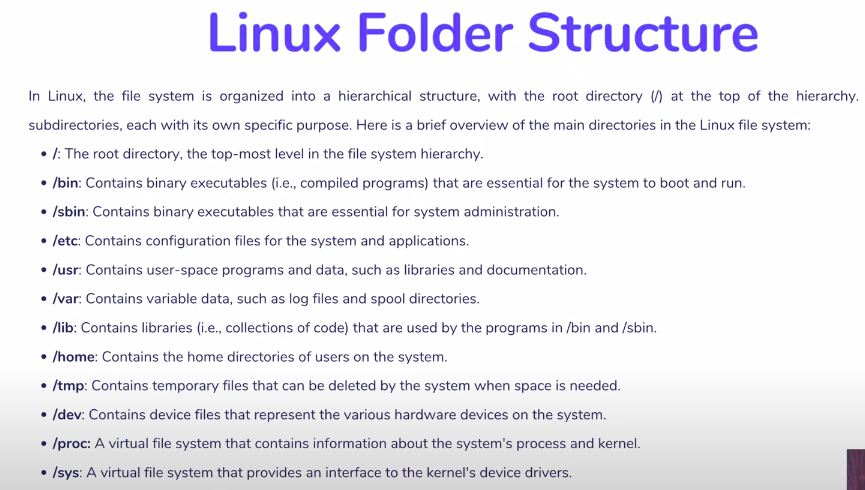 Linux Folder Structure
In Linux, the file system is organized into a hierarchical structure, with the root directory (/) at the top of the hierarchy.
subdirectories, each with its own specific purpose. Here is a brief overview of the main directories in the Linux file system:
• /: The root directory, the top-most level in the file system hierarchy.
• /bin: Contains binary executables (i.e., compiled programs) that are essential for the system to boot and run.
• /sbin: Contains binary executables that are essential for system administration.
• /etc: Contains configuration files for the system and applications.
• /usr: Contains user-space programs and data, such as libraries and documentation.
• /var: Contains variable data, such as log files and spool directories.
• /lib: Contains libraries (i.e., collections of code) that are used by the programs in /bin and /sbin.
• /home: Contains the home directories of users on the system.
• /tmp: Contains temporary files that can be deleted by the system when space is needed.
• /dev: Contains device files that represent the various hardware devices on the system.
• /proc: A virtual file system that contains information about the system's process and kernel.
• /sys: A virtual file system that provides an interface to the kernel's device drivers.